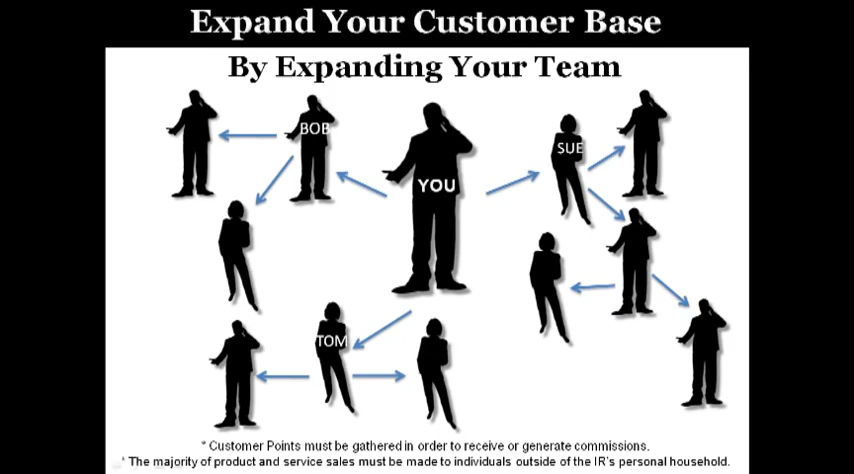 Expand Your Customer Base
By Expanding Your Team
BOB
SUE
YOU
TOM
* Customer Points must be gathered in order to receive or generate commissions.
* The majority of product and service sales must be made to individuals outside of the IR's personal household.